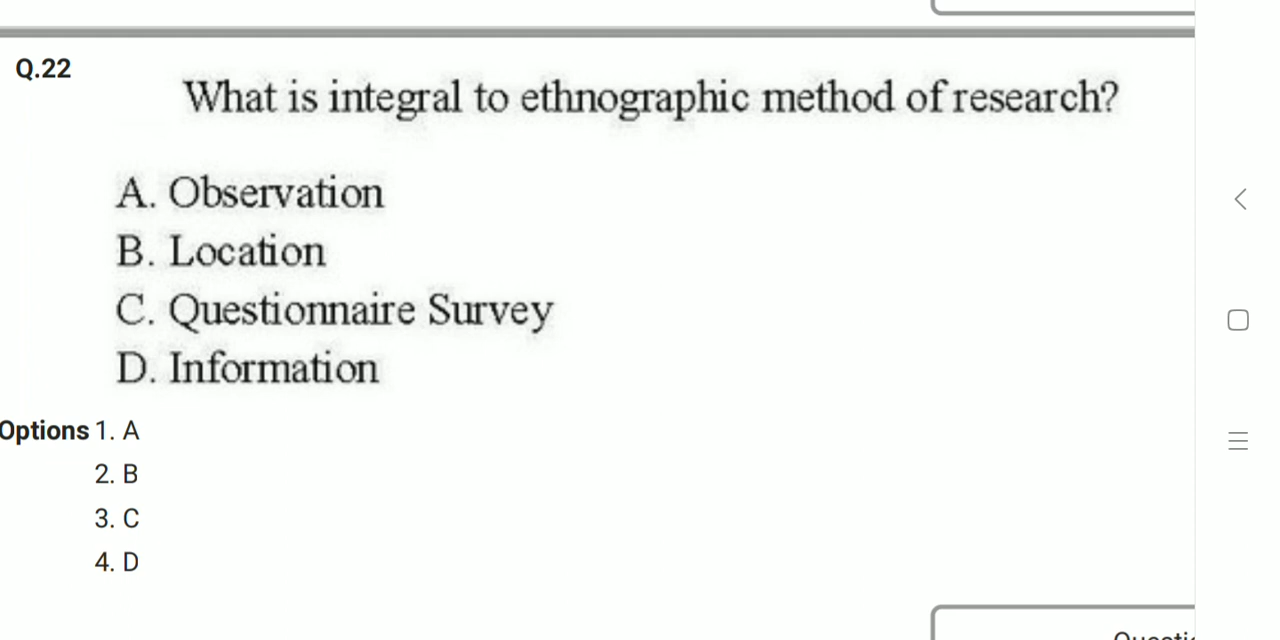 Q.22
What is integral to ethnographic method of research?
A. Observation
B. Location
C. Questionnaire Survey
D. Information
Options 1. A
2. B
3. C
4. D